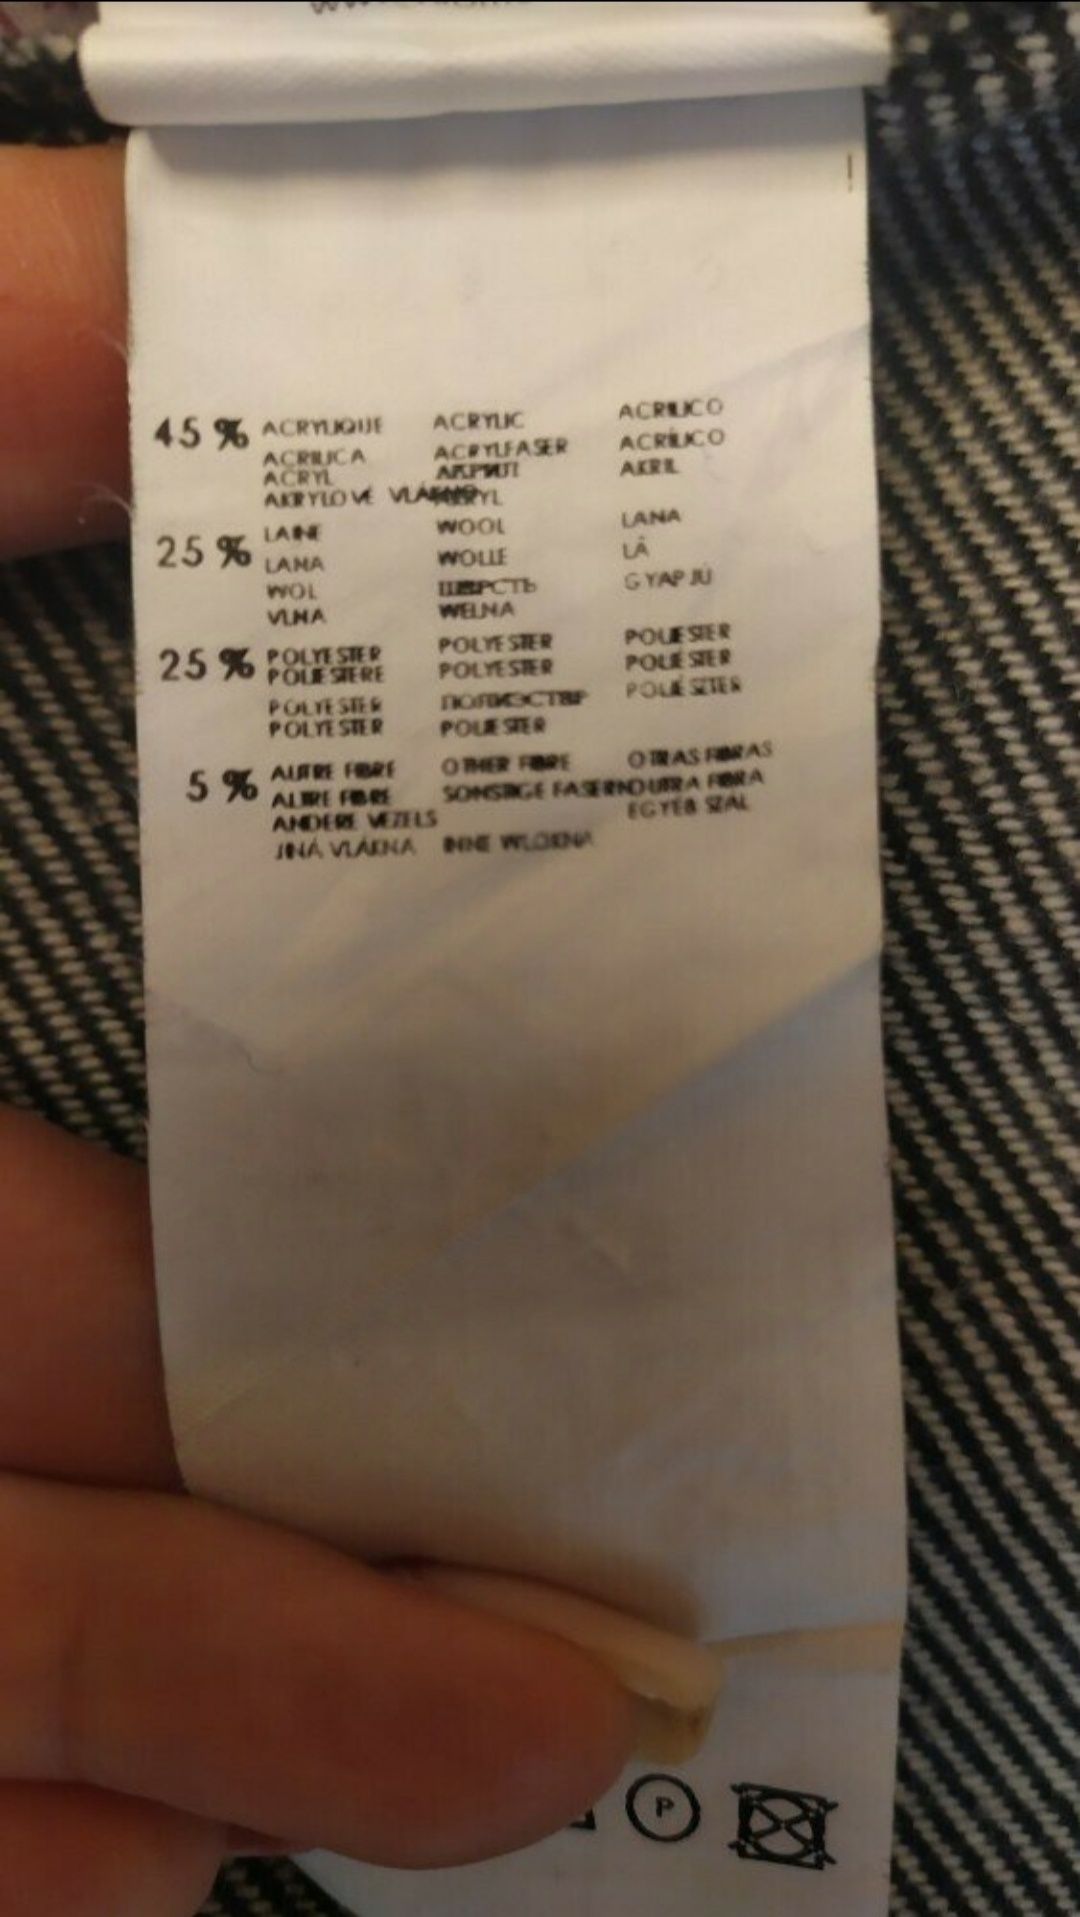 45 % ACRYLIQUE ACRYLIC ACRILICO
ACRILICA ACRYLFASER ACRÍLICO
ACRYL АКРИЛ AKRIL
AKRYLOVÉ VLÁKNO AKRYL
25 % LAINE WOOL LANA
LANA WOLLE LÃ
WOL ШЕРСТЬ GYAPJÚ
VLNA WEŁNA
25 % POLYESTER POLYESTER POLIESTER
POLIESTERE POLYESTER POLIÉSTER
POLYESTER ПОЛИЭСТЕР POLIÉSZTER
POLYESTER POLIESTER
5 % AUTRE FIBRE OTHER FIBRE OTRAS FIBRAS
ALTRE FIBRE SONSTIGE FASERN OUTRA FIBRA
ANDERE VEZELS EGYÉB SZÁL
JINÁ VLÁKNA INNE WŁÓKNA
P